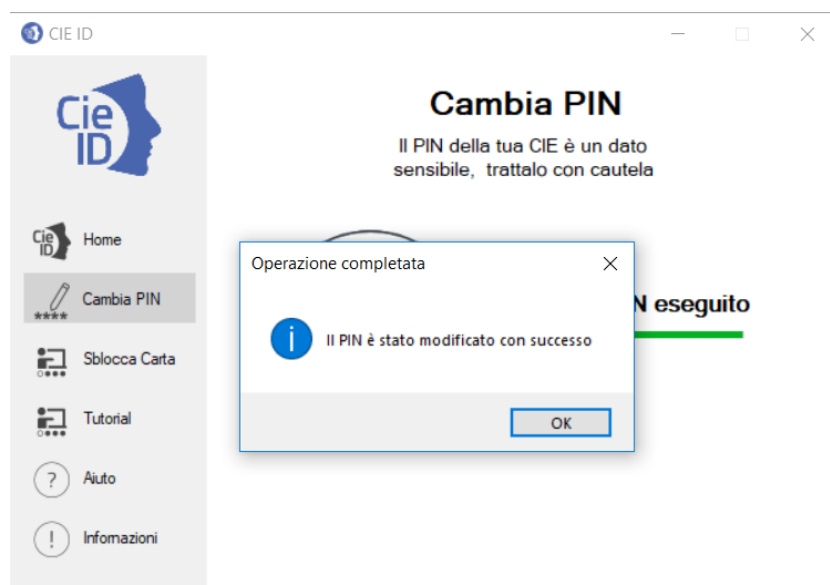 CIE ID
Cie
ID
Cambia PIN
Il PIN della tua CIE è un dato
sensibile, trattalo con cautela
Cie
ID
Home
Operazione completata
****
Cambia PIN
N eseguito
Il PIN è stato modificato con successo
Sblocca Carta
OK
Tutorial
Aiuto
Infomazioni